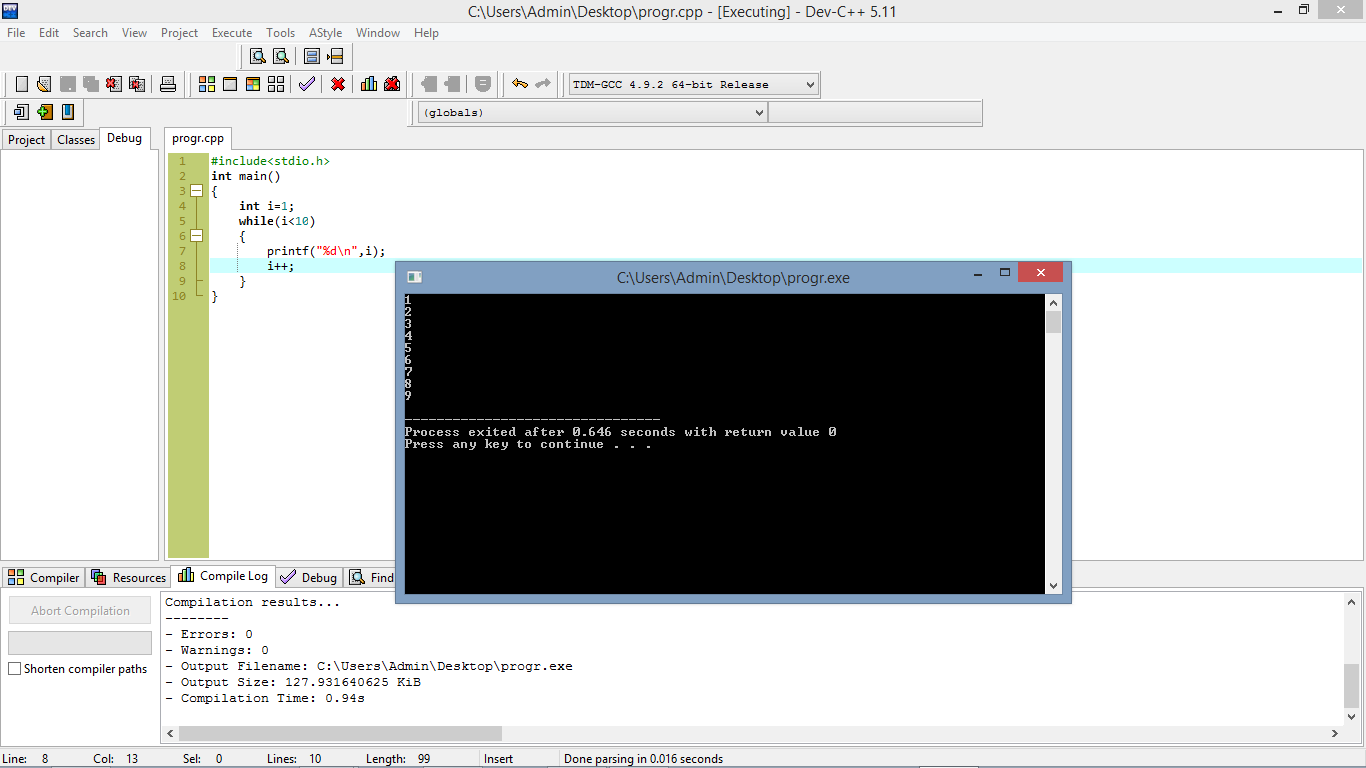 C:\Users\Admin\Desktop\progr.cpp - [Executing] - Dev-C++ 5.11
File Edit Search View Project Execute Tools AStyle Window Help
TDM-GCC 4.9.2 64-bit Release
(globals)
Project Classes Debug
progr.cpp
1 #include<stdio.h>
2 int main()
3 {
4 int i=1;
5 while(i<10)
6 {
7 printf("%d\n",i);
8 i++;
9 }
10 }
C:\Users\Admin\Desktop\progr.exe
1
2
3
4
5
6
7
8
9
--------------------------------
Process exited after 0.646 seconds with return value 0
Press any key to continue . . .
Compiler Resources Compile Log Debug Find
Abort Compilation
Shorten compiler paths
Compilation results...
--------
- Errors: 0
- Warnings: 0
- Output Filename: C:\Users\Admin\Desktop\progr.exe
- Output Size: 127.931640625 KiB
- Compilation Time: 0.94s
Line: 8 Col: 13 Sel: 0 Lines: 10 Length: 99 Insert Done parsing in 0.016 seconds